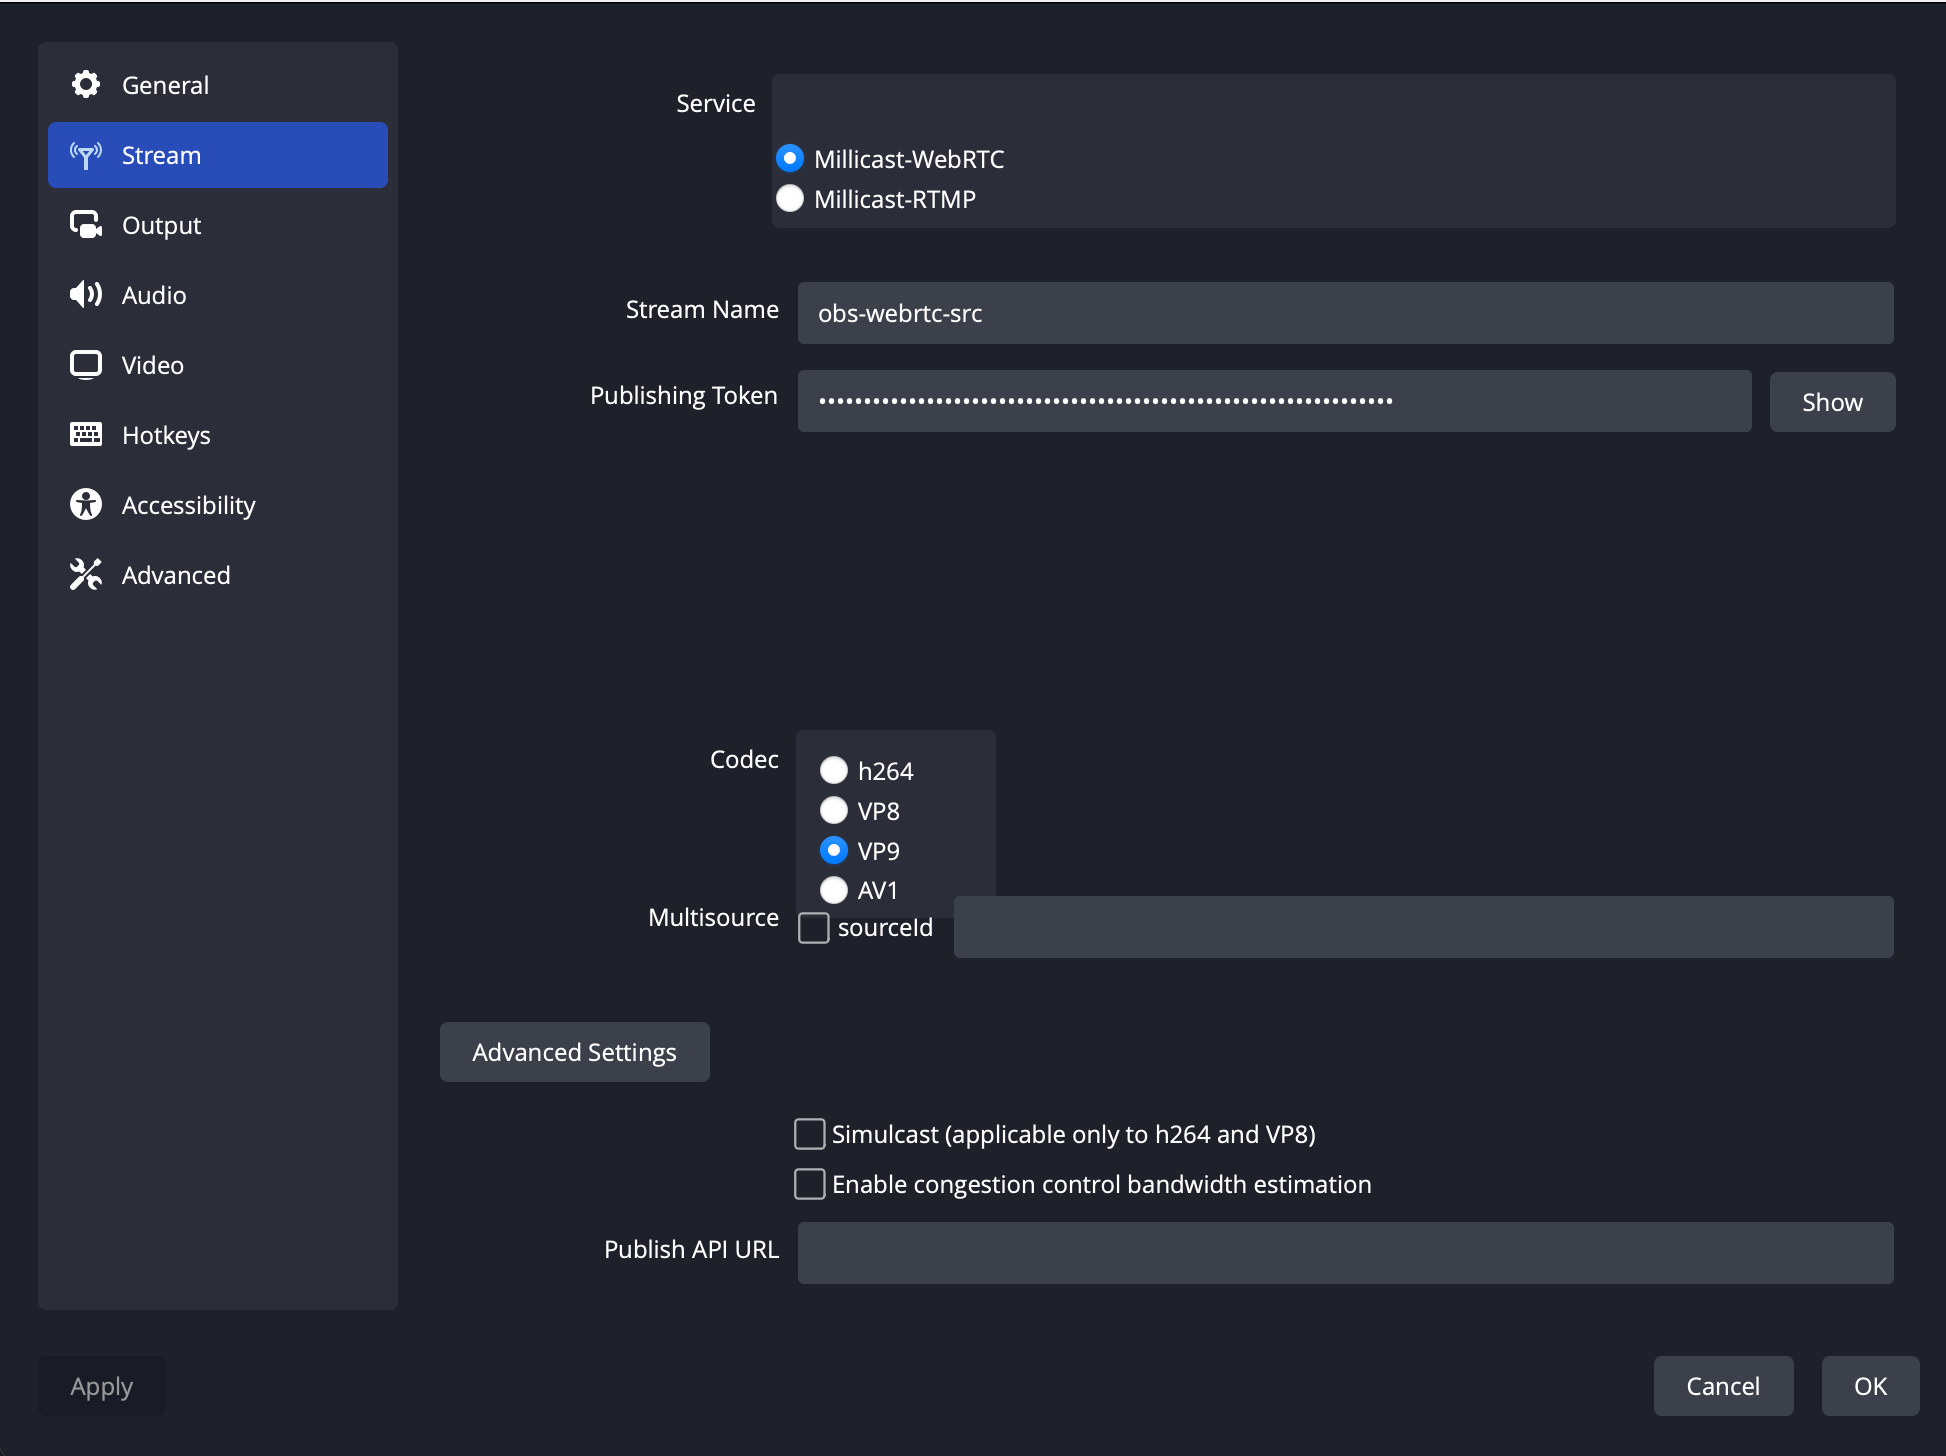 General
Stream
Output
Audio
Video
Hotkeys
Accessibility
Advanced
Service
Millicast-WebRTC
Millicast-RTMP
Stream Name obs-webrtc-src
Publishing Token •••••••••••••••••••••••••••••••••••••••••••••••••••••••••••••••• Show
Codec
h264
VP8
VP9
AV1
Multisource sourceId
Advanced Settings
Simulcast (applicable only to h264 and VP8)
Enable congestion control bandwidth estimation
Publish API URL
Apply
Cancel OK